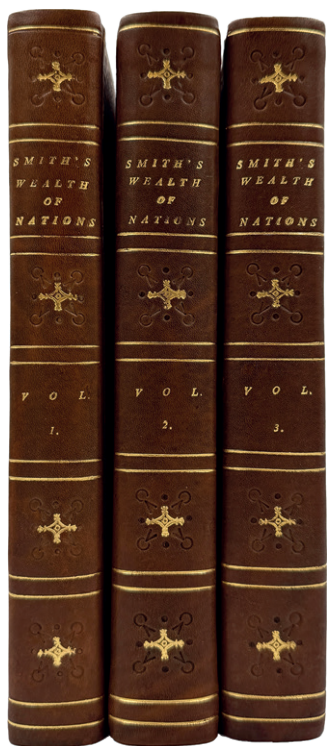 SMITH'S
WEALTH
OF
NATIONS
VOL.
1.
SMITH'S
WEALTH
OF
NATIONS
VOL.
2.
SMITH'S
WEALTH
OF
NATIONS
VOL.
3.